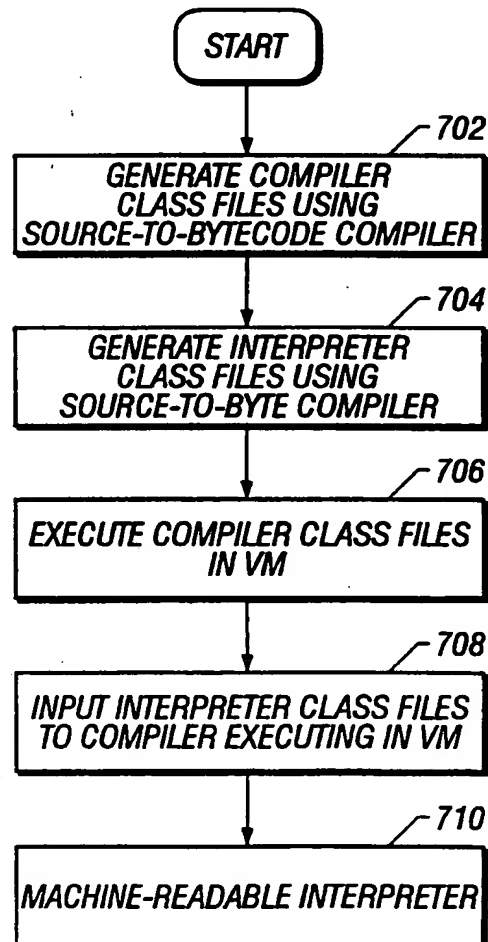 START
702
GENERATE COMPILER
CLASS FILES USING
SOURCE-TO-BYTECODE COMPILER
704
GENERATE INTERPRETER
CLASS FILES USING
SOURCE-TO-BYTE COMPILER
706
EXECUTE COMPILER CLASS FILES
IN VM
708
INPUT INTERPRETER CLASS FILES
TO COMPILER EXECUTING IN VM
710
MACHINE-READABLE INTERPRETER